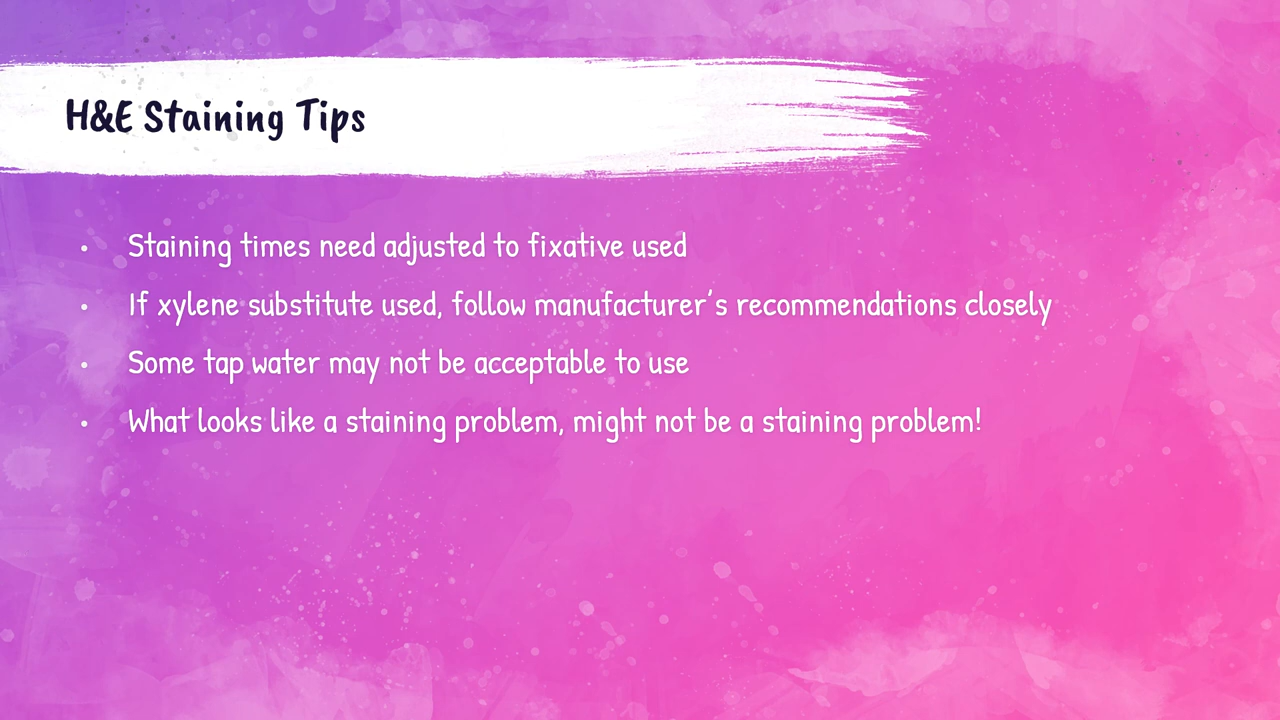 H&E Staining Tips
• Staining times need adjusted to fixative used
• If xylene substitute used, follow manufacturer's recommendations closely
• Some tap water may not be acceptable to use
• What looks like a staining problem, might not be a staining problem!